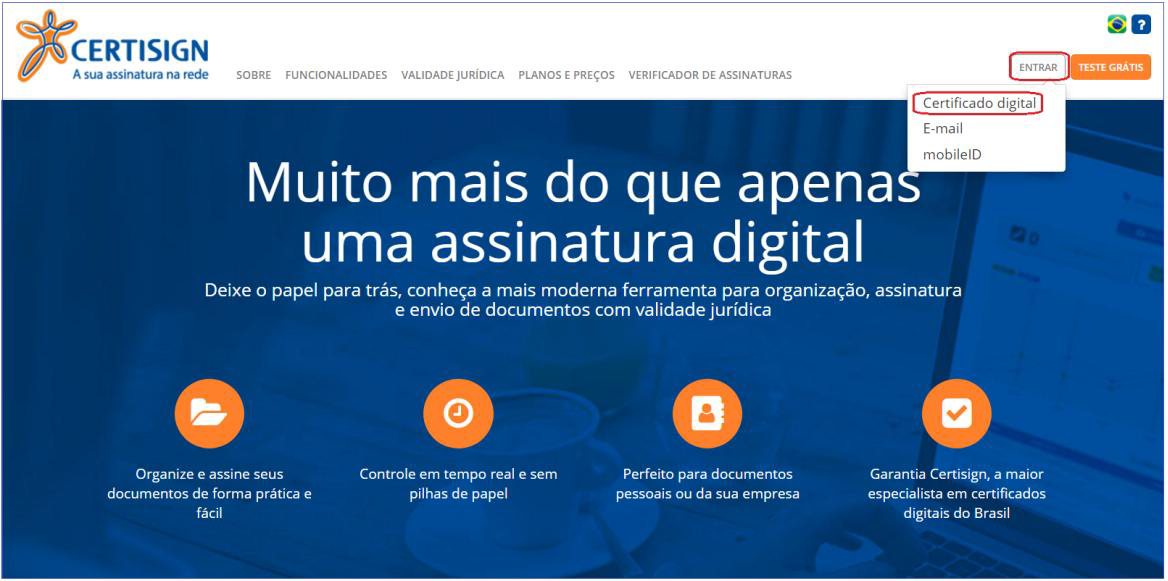 CERTISIGN
A sua assinatura na rede
SOBRE FUNCIONALIDADES VALIDADE JURÍDICA PLANOS E PREÇOS VERIFICADOR DE ASSINATURAS
?
ENTRAR TESTE GRÁTIS
Certificado digital
E-mail
mobileID
Muito mais do que apenas
uma assinatura digital
Deixe o papel para trás, conheça a mais moderna ferramenta para organização, assinatura
e envio de documentos com validade jurídica
Organize e assine seus
documentos de forma prática e
fácil
Controle em tempo real e sem
pilhas de papel
Perfeito para documentos
pessoais ou da sua empresa
Garantia Certisign, a maior
especialista em certificados
digitais do Brasil